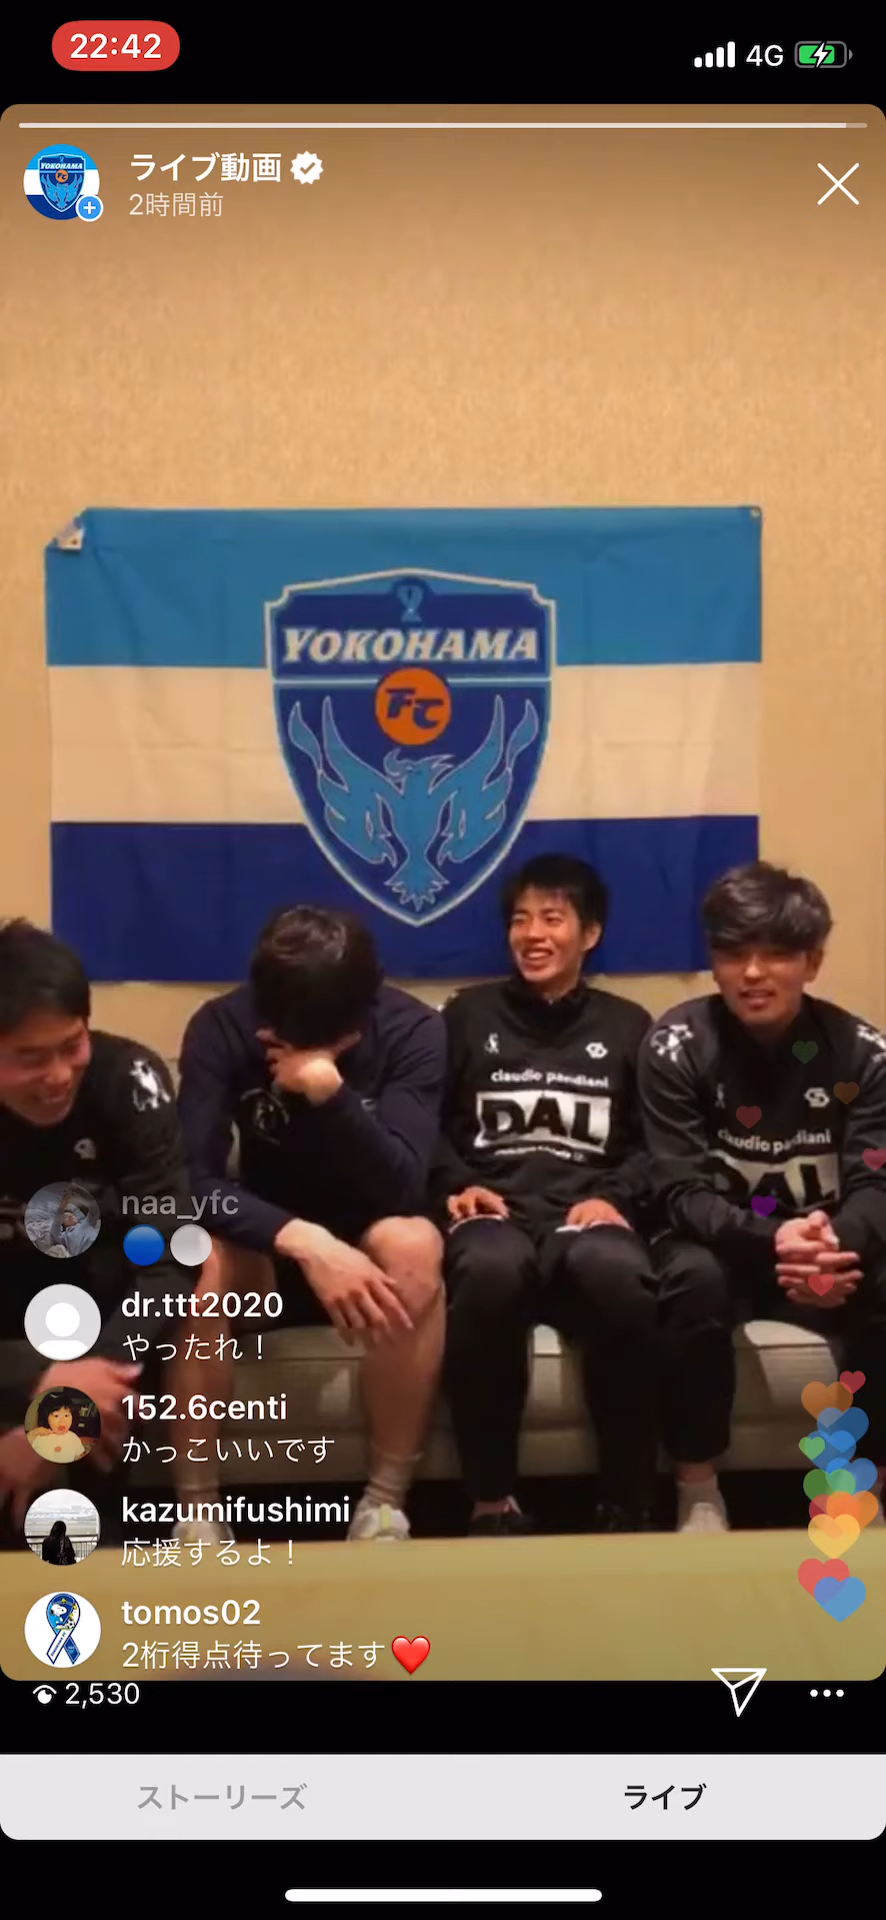 22:42
4G
ライブ動画
2時間前
YOKOHAMA
YOKOHAMA
FC
claudio pandiani
DAL
claudio pandiani
DAL
naa_yfc
🔵⚪
dr.ttt2020
やったれ！
152.6centi
かっこいいです
kazumifushimi
応援するよ！
tomos02
2桁得点待ってます❤️
2,530
ストーリーズ
ライブ